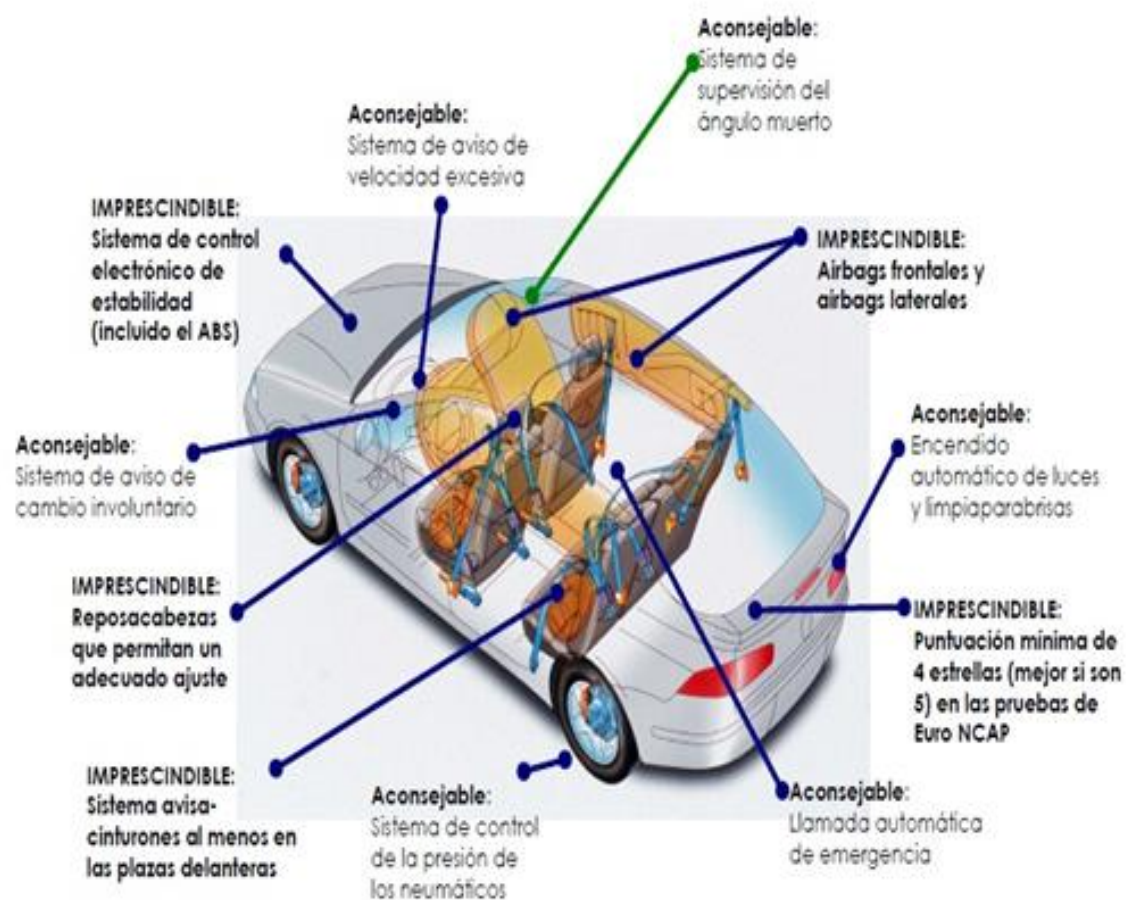 Aconsejable:
Sistema de
supervisión del
ángulo muerto
Aconsejable:
Sistema de aviso de
velocidad excesiva
IMPRESCINDIBLE:
Sistema de control
electrónico de
estabilidad
(incluido el ABS)
IMPRESCINDIBLE:
Airbags frontales y
airbags laterales
Aconsejable:
Sistema de aviso de
cambio involuntario
Aconsejable:
Encendido
automático de luces
y limpiaparabrisas
IMPRESCINDIBLE:
Reposacabezas
que permitan un
adecuado ajuste
IMPRESCINDIBLE:
Puntuación mínima de
4 estrellas (mejor si son
5) en las pruebas de
Euro NCAP
IMPRESCINDIBLE:
Sistema avisa-
cinturones al menos en
las plazas delanteras
Aconsejable:
Sistema de control
de la presión de
los neumáticos
Aconsejable:
Llamada automática
de emergencia